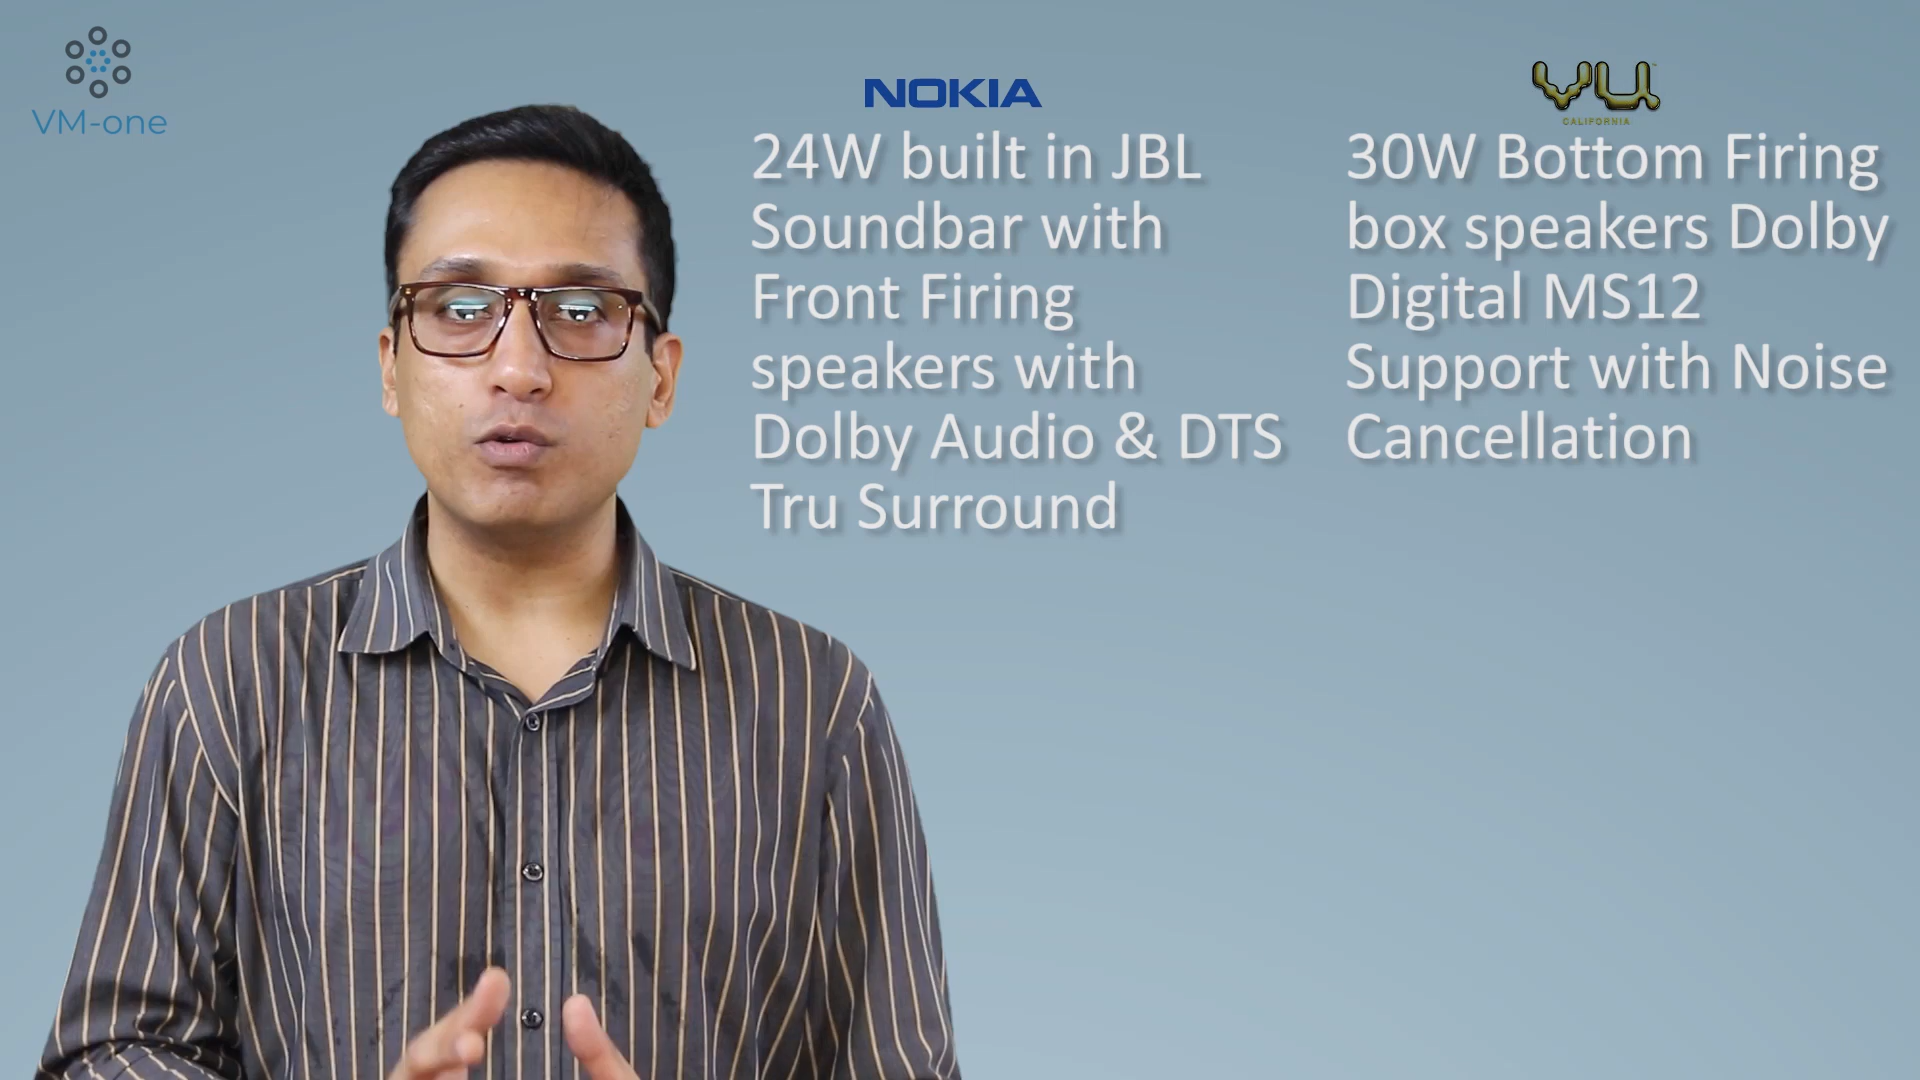 VM-one
NOKIA
24W built in JBL
Soundbar with
Front Firing
speakers with
Dolby Audio & DTS
Tru Surround
vu
CALIFORNIA
30W Bottom Firing
box speakers Dolby
Digital MS12
Support with Noise
Cancellation